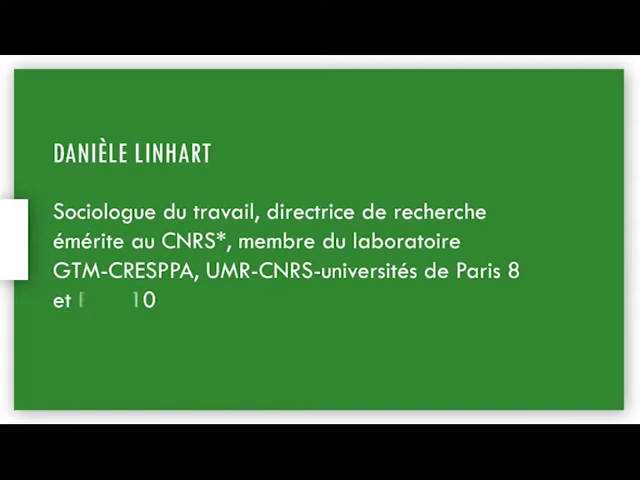 DANIÈLE LINHART
Sociologue du travail, directrice de recherche
émérite au CNRS*, membre du laboratoire
GTM-CRESPPA, UMR-CNRS-universités de Paris 8
et 10